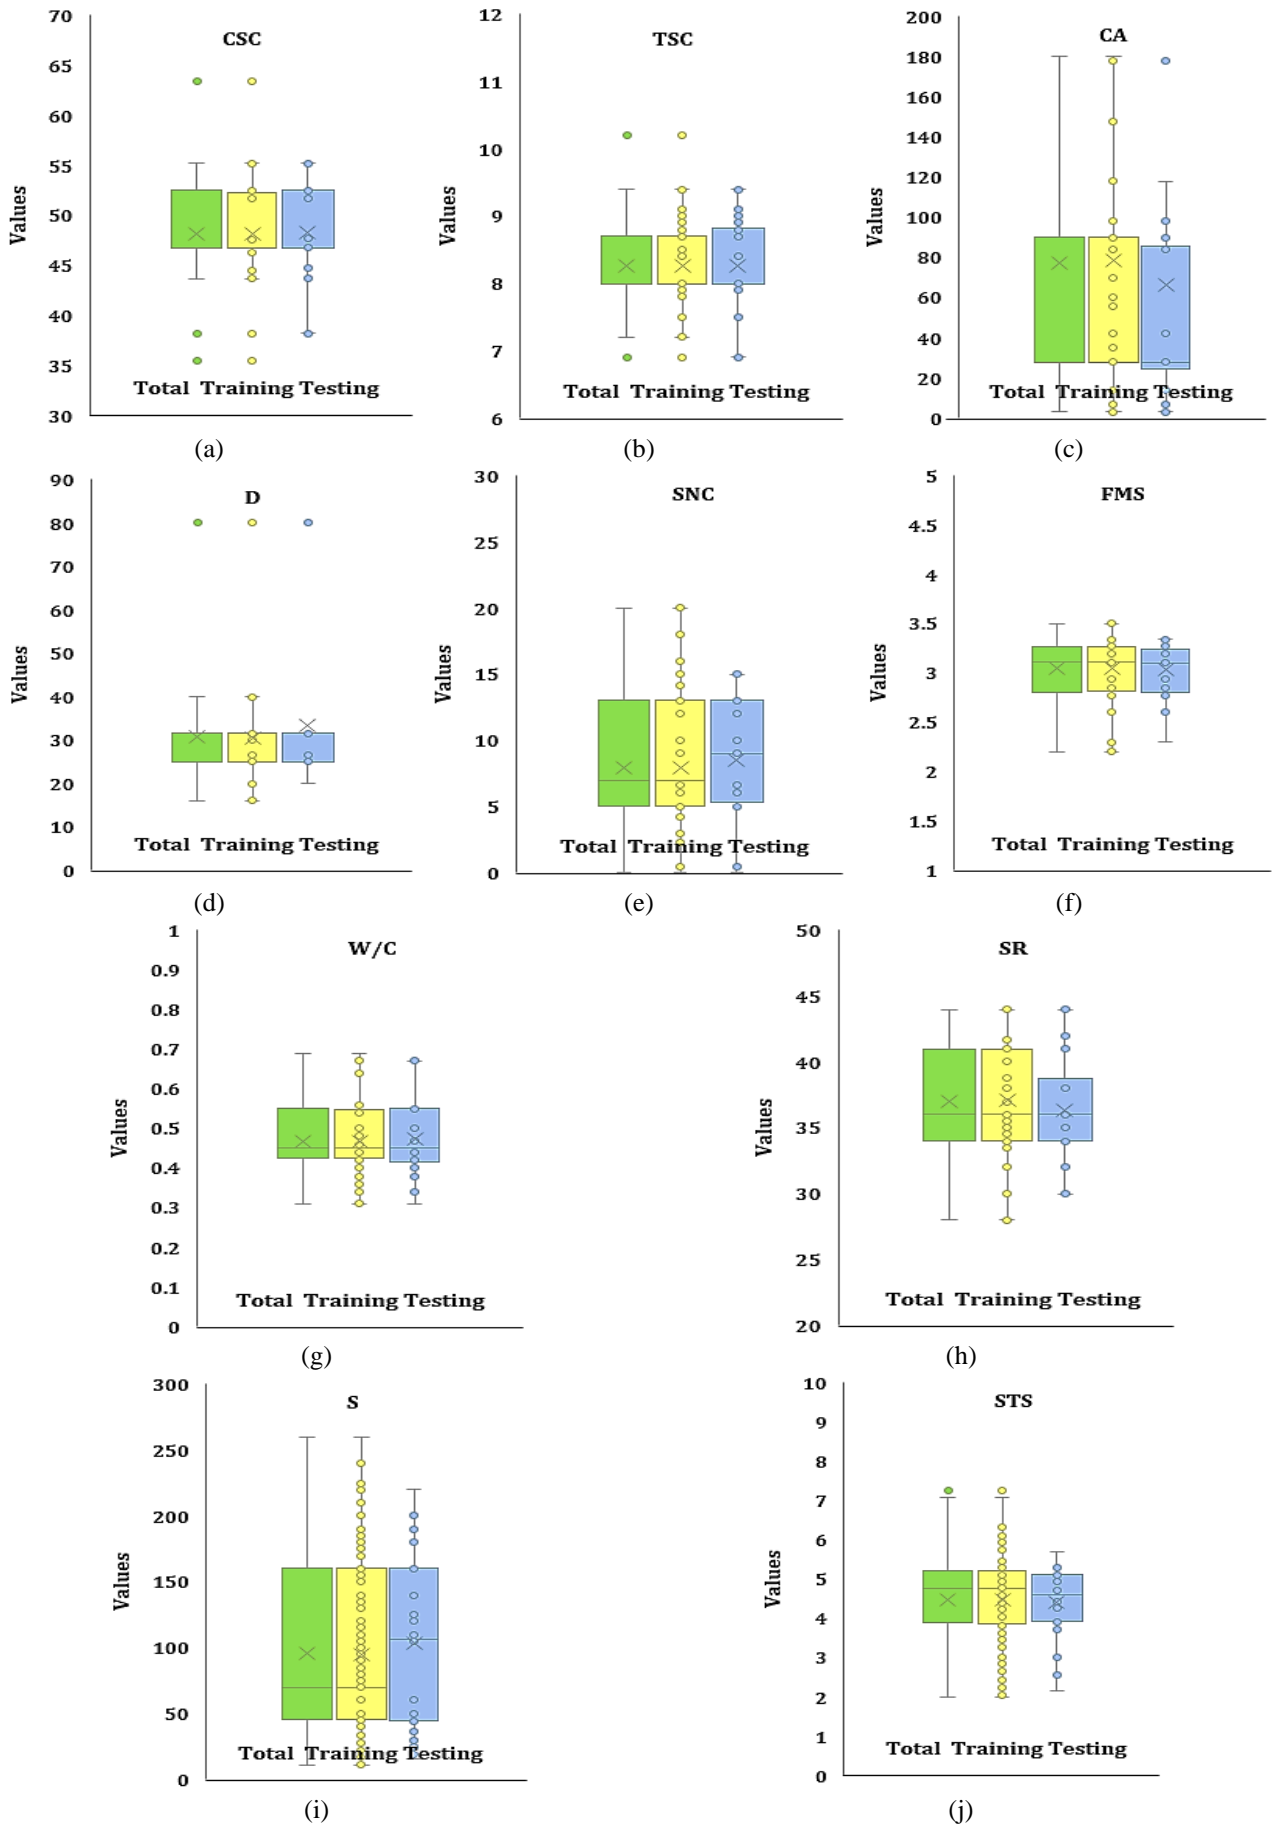 CSC
70
65
60
55
50
45
40
35
30
Values
Total Training Testing
(a)
TSC
12
11
10
9
8
7
6
Values
Total Training Testing
(b)
CA
200
180
160
140
120
100
80
60
40
20
0
Values
Total Training Testing
(c)
D
90
80
70
60
50
40
30
20
10
0
Values
Total Training Testing
(d)
SNC
30
25
20
15
10
5
0
Values
Total Training Testing
(e)
FMS
5
4.5
4
3.5
3
2.5
2
1.5
1
Values
Total Training Testing
(f)
W/C
1
0.9
0.8
0.7
0.6
0.5
0.4
0.3
0.2
0.1
0
Values
Total Training Testing
(g)
SR
50
45
40
35
30
25
20
Values
Total Training Testing
(h)
S
300
250
200
150
100
50
0
Values
Total Training Testing
(i)
STS
10
9
8
7
6
5
4
3
2
1
0
Values
Total Training Testing
(j)